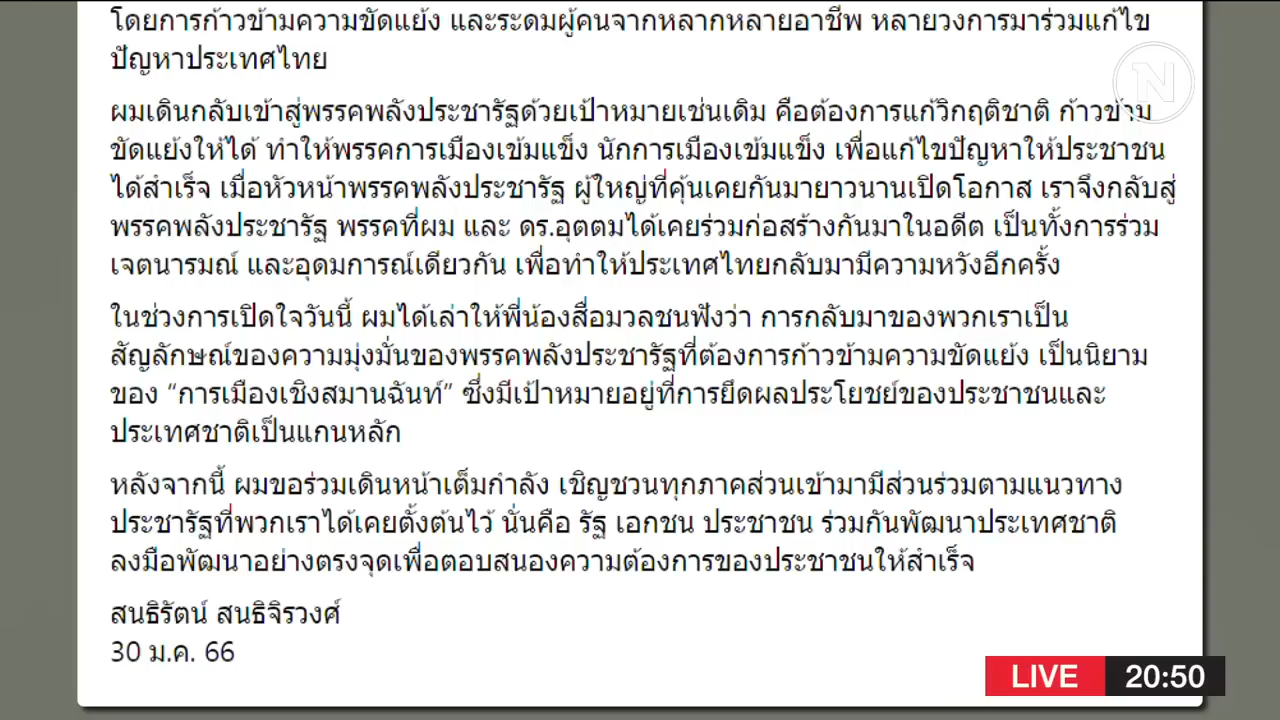 โดยการก้าวข้ามความขัดแย้ง และระดมผู้คนจากหลากหลายอาชีพ หลายวงการมาร่วมแก้ไข
ปัญหาประเทศไทย
N
ผมเดินกลับเข้าสู่พรรคพลังประชารัฐด้วยเป้าหมายเช่นเดิม คือต้องการแก้วิกฤติชาติ ก้าวข้าม
ขัดแย้งให้ได้ ทำให้พรรคการเมืองเข้มแข็ง นักการเมืองเข้มแข็ง เพื่อแก้ไขปัญหาให้ประชาชน
ได้สำเร็จ เมื่อหัวหน้าพรรคพลังประชารัฐ ผู้ใหญ่ที่คุ้นเคยกันมายาวนานเปิดโอกาส เราจึงกลับสู่
พรรคพลังประชารัฐ พรรคที่ผม และ ดร.อุตตมได้เคยร่วมก่อสร้างกันมาในอดีต เป็นทั้งการร่วม
เจตนารมณ์ และอุดมการณ์เดียวกัน เพื่อทำให้ประเทศไทยกลับมามีความหวังอีกครั้ง
ในช่วงการเปิดใจวันนี้ ผมได้เล่าให้พี่น้องสื่อมวลชนฟังว่า การกลับมาของพวกเราเป็น
สัญลักษณ์ของความมุ่งมั่นของพรรคพลังประชารัฐที่ต้องการก้าวข้ามความขัดแย้ง เป็นนิยาม
ของ “การเมืองเชิงสมานฉันท์” ซึ่งมีเป้าหมายอยู่ที่การยึดผลประโยชย์ของประชาชนและ
ประเทศชาติเป็นแกนหลัก
หลังจากนี้ ผมขอร่วมเดินหน้าเต็มกำลัง เชิญชวนทุกภาคส่วนเข้ามามีส่วนร่วมตามแนวทาง
ประชารัฐที่พวกเราได้เคยตั้งต้นไว้ นั่นคือ รัฐ เอกชน ประชาชน ร่วมกันพัฒนาประเทศชาติ
ลงมือพัฒนาอย่างตรงจุดเพื่อตอบสนองความต้องการของประชาชนให้สำเร็จ
สนธิรัตน์ สนธิจิรวงศ์
30 ม.ค. 66
LIVE 20:50